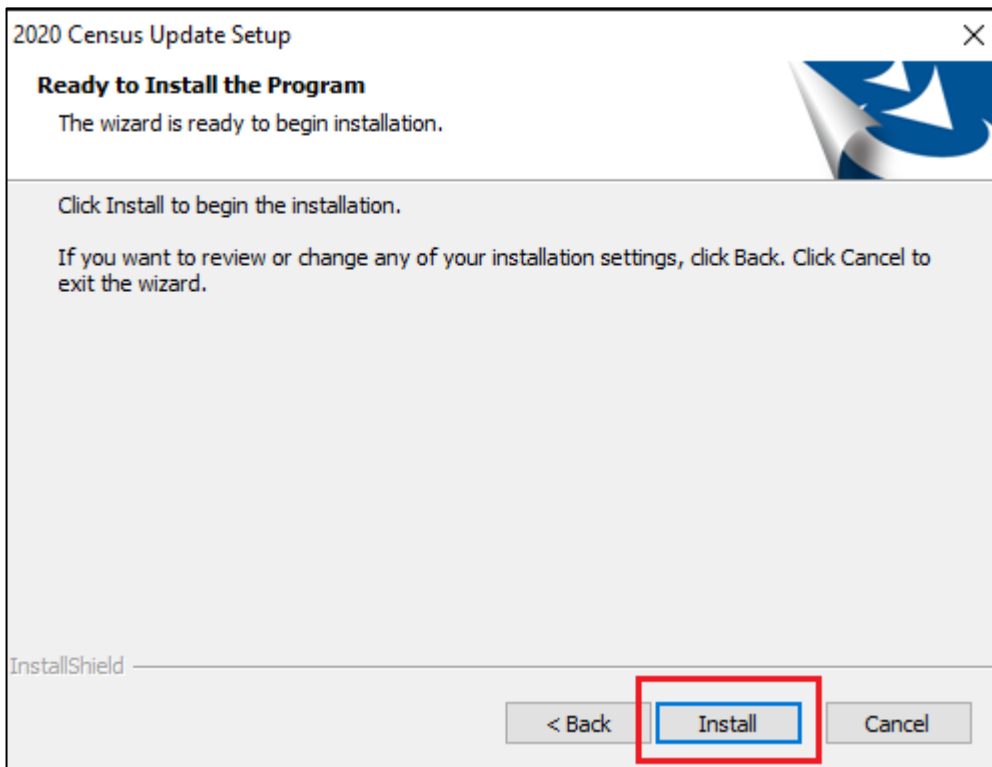 2020 Census Update Setup
Ready to Install the Program
The wizard is ready to begin installation.
Click Install to begin the installation.
If you want to review or change any of your installation settings, click Back. Click Cancel to
exit the wizard.
InstallShield
< Back Install Cancel